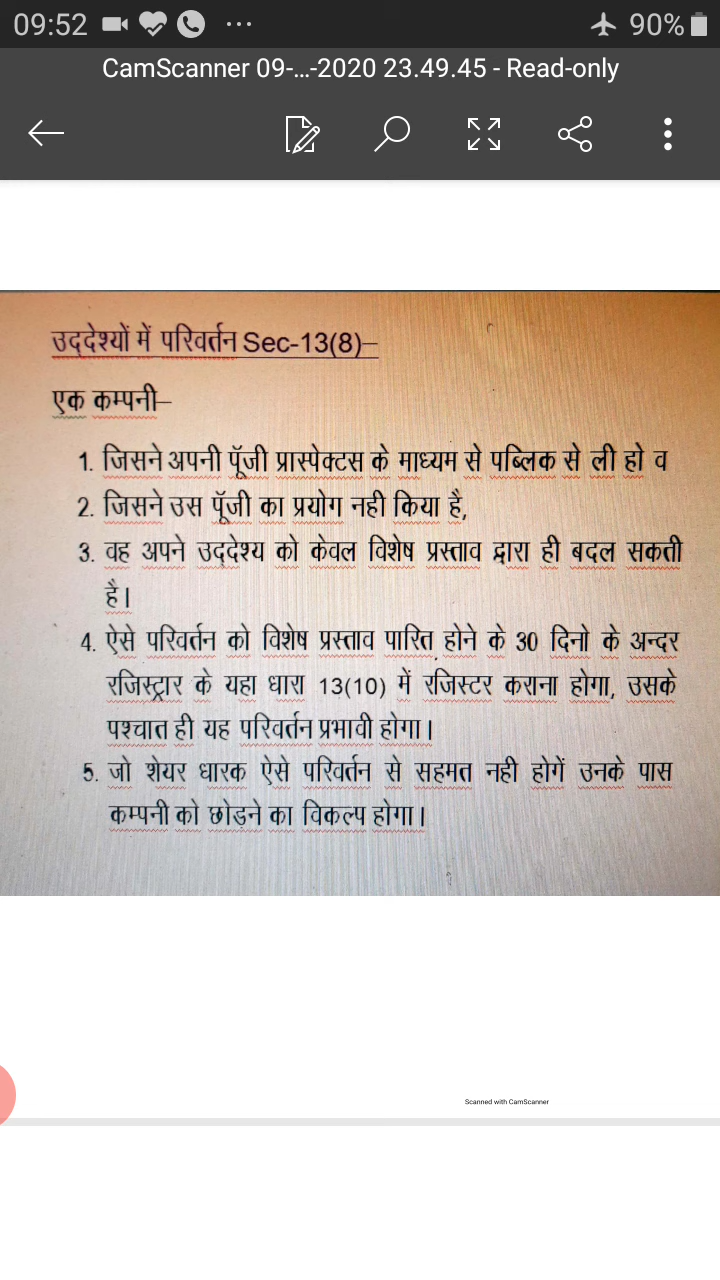 09:52 ... 90%
CamScanner 09-...-2020 23.49.45 - Read-only
उद्देश्यों में परिवर्तन Sec-13(8)–
एक कम्पनी–
1. जिसने अपनी पूॅंजी प्रास्पेक्टस के माध्यम से पब्लिक से ली हो व
2. जिसने उस पूॅंजी का प्रयोग नही किया है,
3. वह अपने उद्देश्य को केवल विशेष प्रस्ताव द्वारा ही बदल सकती
है।
4. ऐसे परिवर्तन को विशेष प्रस्ताव पारित होने के 30 दिनो के अन्दर
रजिस्ट्रार के यहा धारा 13(10) में रजिस्टर कराना होगा, उसके
पश्चात ही यह परिवर्तन प्रभावी होगा।
5. जो शेयर धारक ऐसे परिवर्तन से सहमत नही होगें उनके पास
कम्पनी को छोड़ने का विकल्प होगा।
Scanned with CamScanner